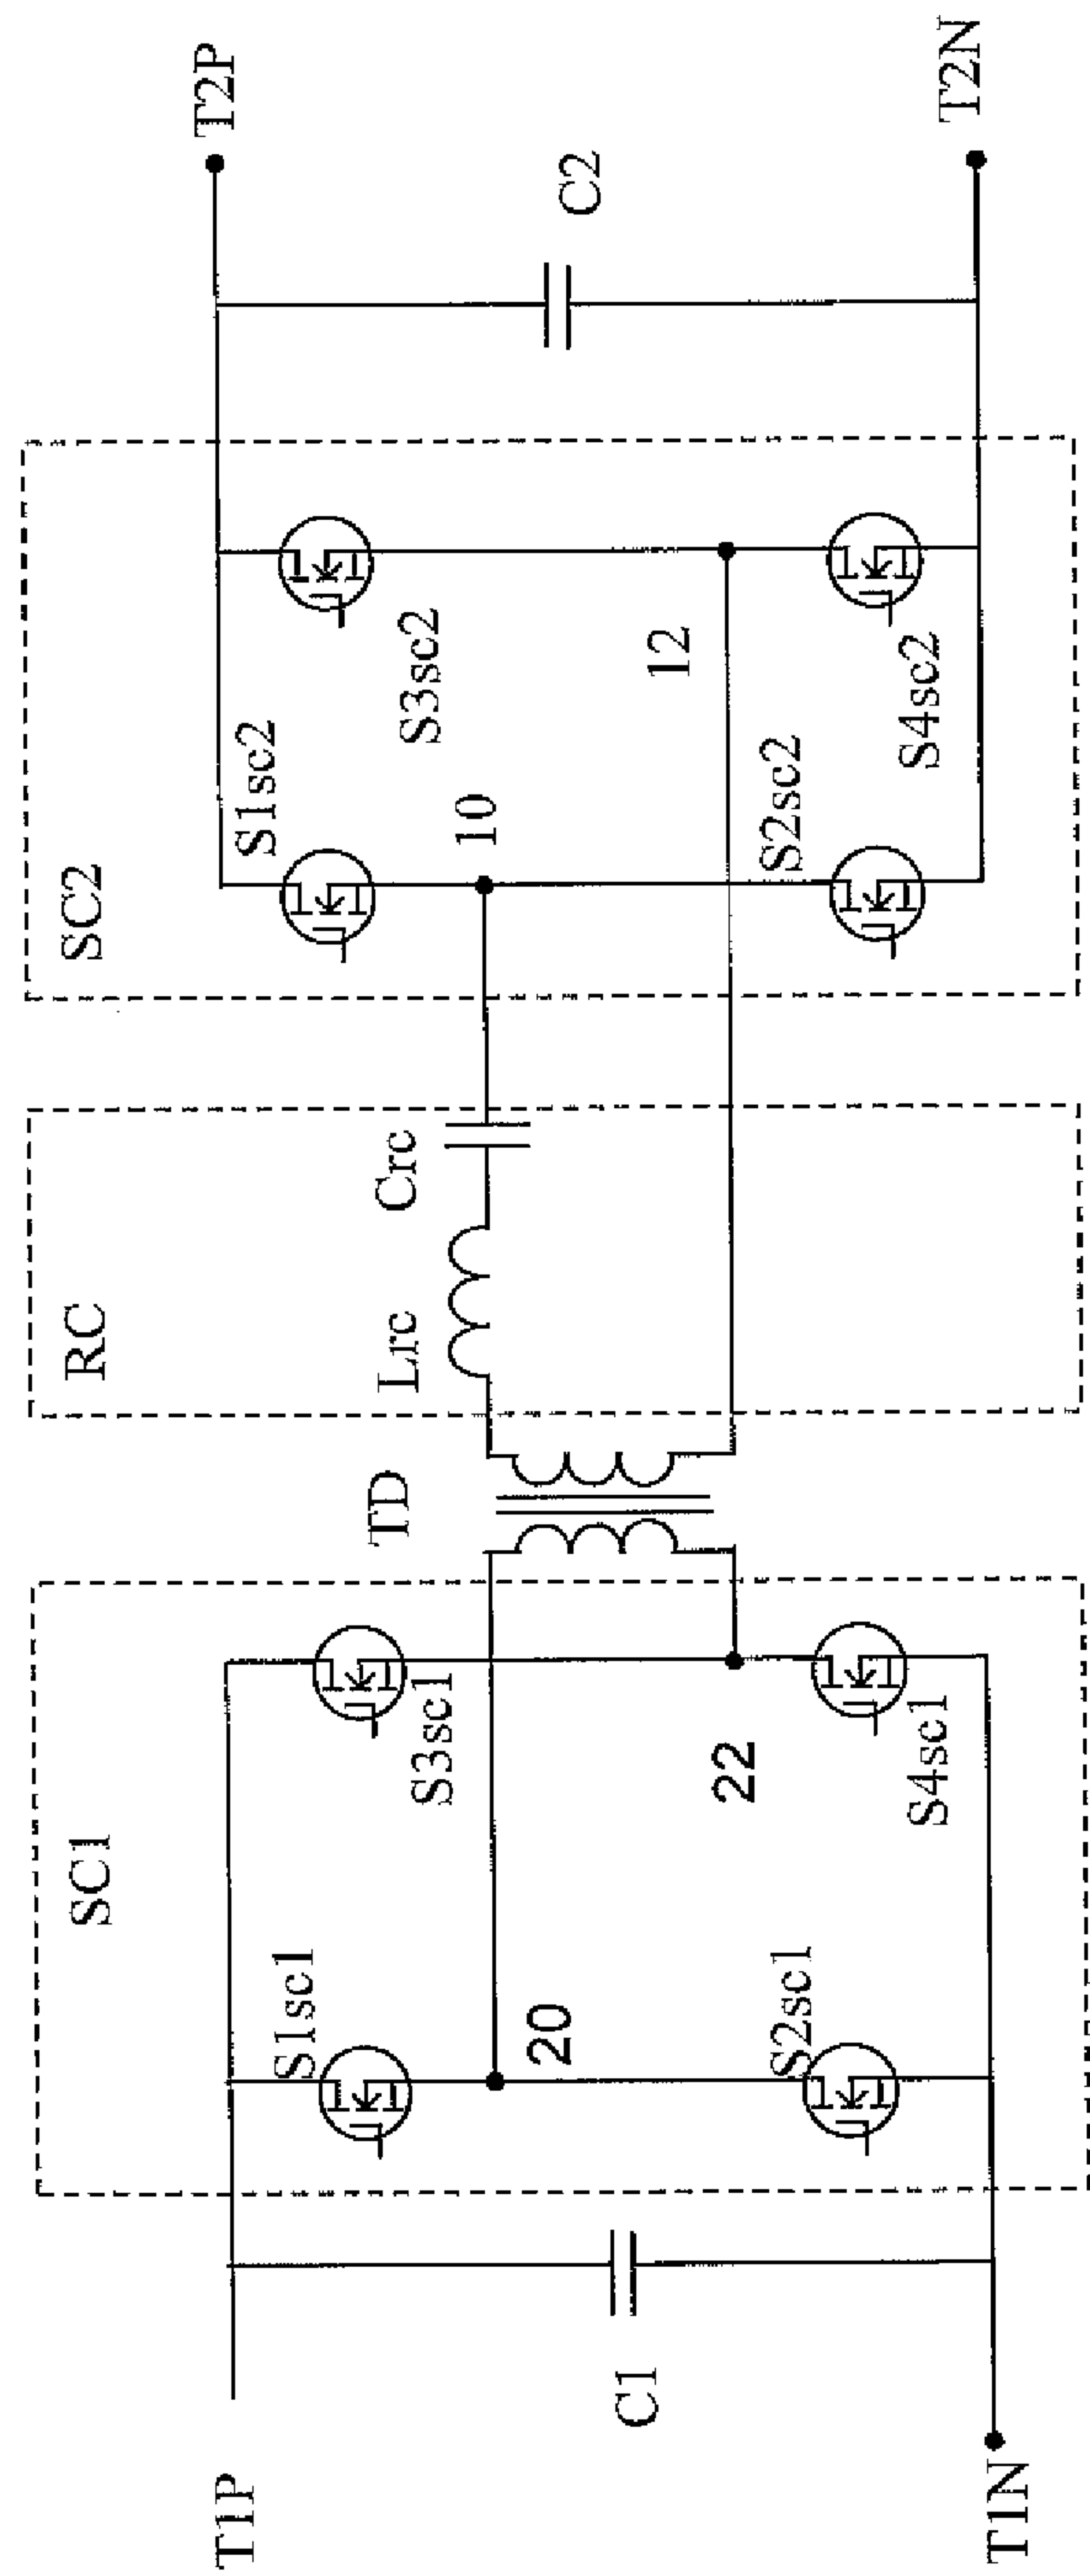 T1P
T1N
C1
SC1
S1sc1
20
S2sc1
S3sc1
22
S4sc1
TD
RC
Lrc
Crc
SC2
S1sc2
10
S2sc2
S3sc2
12
S4sc2
C2
T2P
T2N